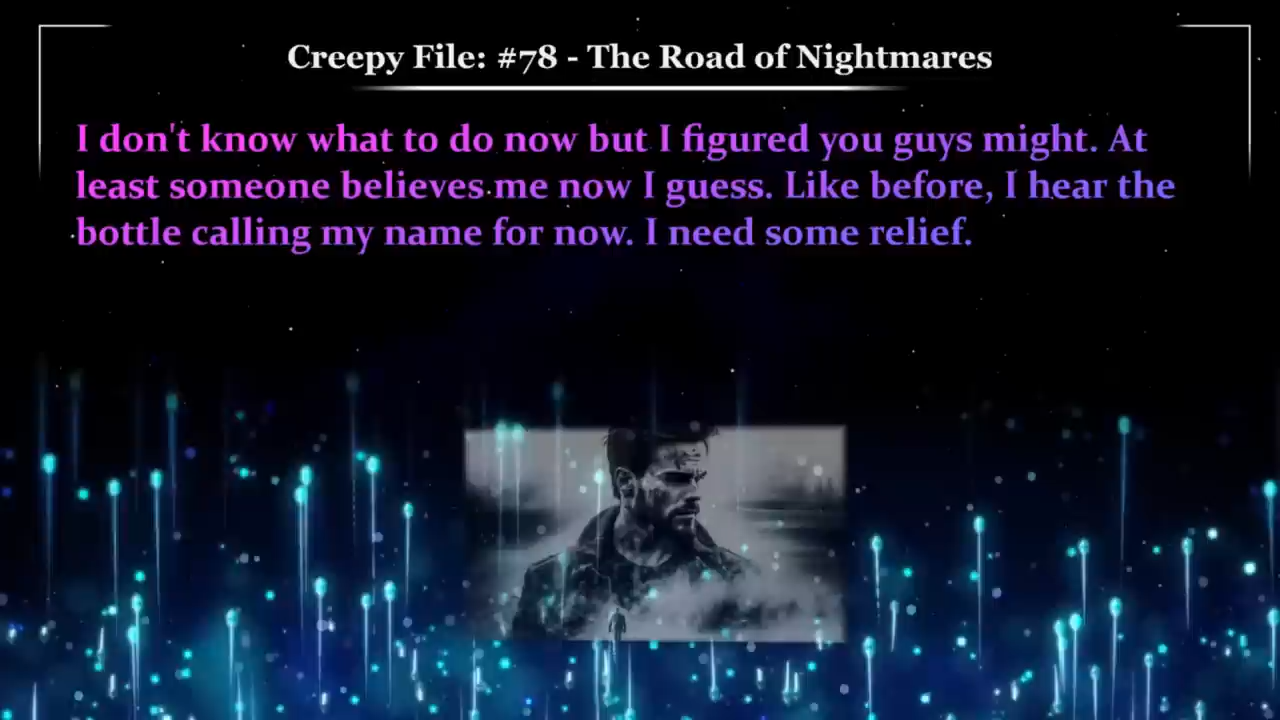 Creepy File: #78 - The Road of Nightmares
I don't know what to do now but I figured you guys might. At
least someone believes me now I guess. Like before, I hear the
bottle calling my name for now. I need some relief.